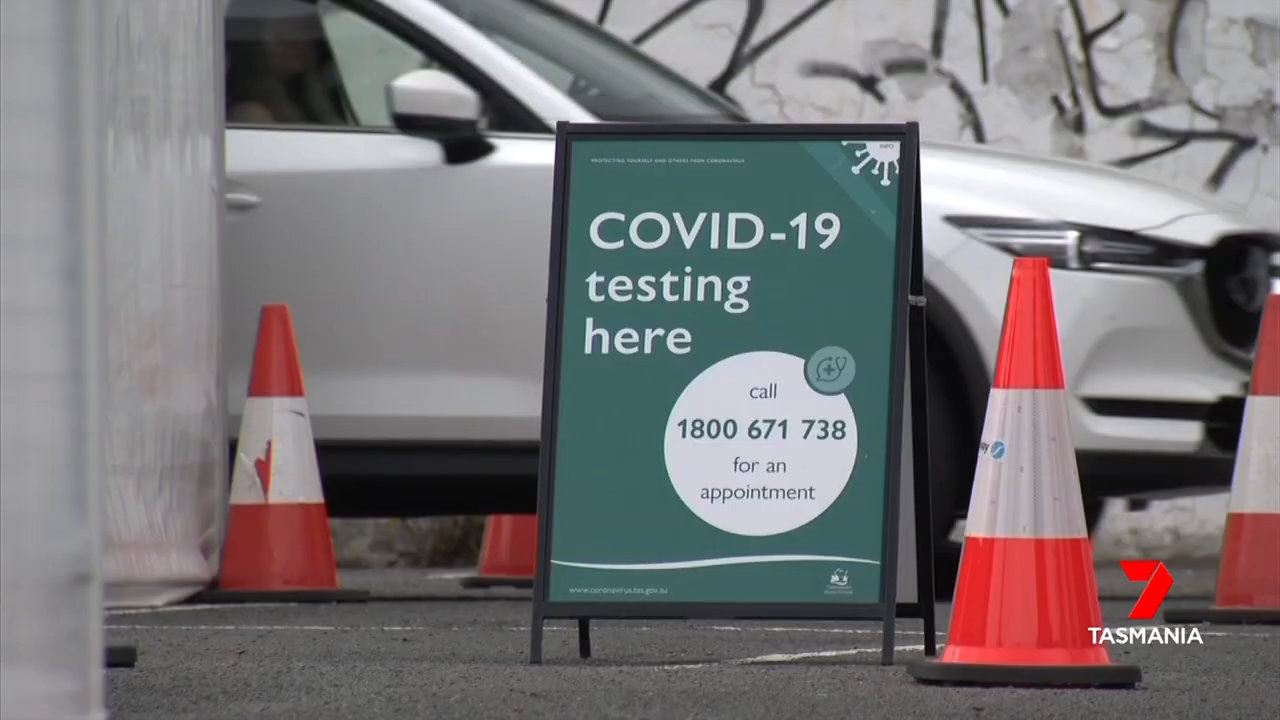 PROTECTING YOURSELF AND OTHERS FROM CORONAVIRUS
INFO
COVID-19
testing
here
call
1800 671 738
for an
appointment
www.coronavirus.tas.gov.au
7
TASMANIA